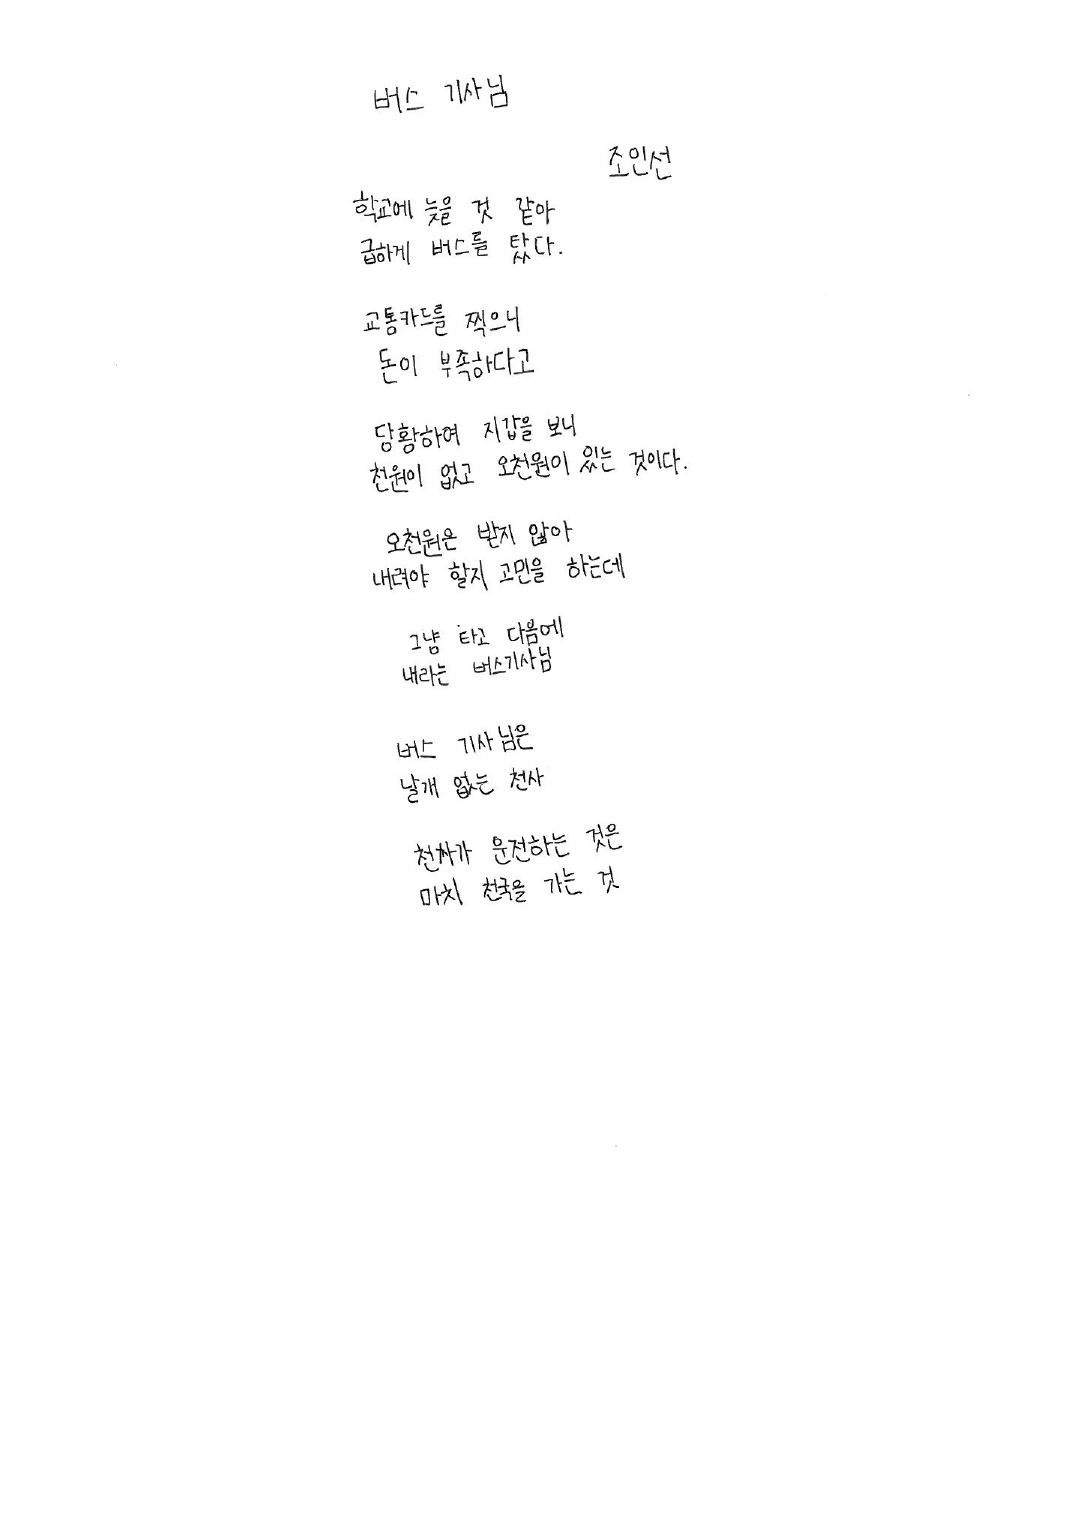 버스 기사님
조인선
학교에 늦을 것 같아
급하게 버스를 탔다.
교통카드를 찍으니
돈이 부족하다고
당황하여 지갑을 보니
천원이 없고 오천원이 있는 것이다.
오천원은 받지 않아
내려야 할지 고민을 하는데
그냥 타고 다음에
내라는 버스기사님
버스 기사님은
날개 없는 천사
천사가 운전하는 것은
마치 천국을 가는 것